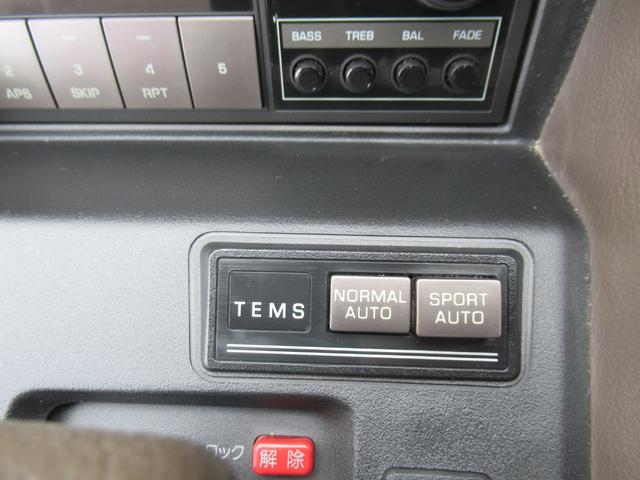 BASS TREB BAL FADE
2 3 4 5
APS SKIP RPT
TEMS
NORMAL AUTO
SPORT AUTO
ロック 解除